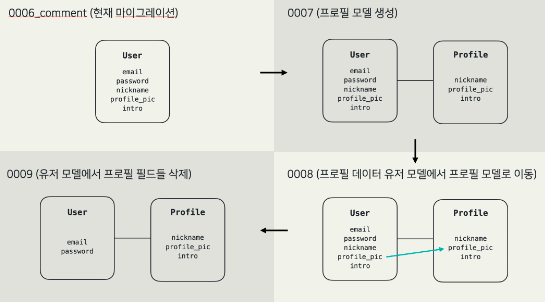 0006_comment (현재 마이그레이션)
User
email
password
nickname
profile_pic
intro
0007 (프로필 모델 생성)
User
email
password
nickname
profile_pic
intro
Profile
nickname
profile_pic
intro
0009 (유저 모델에서 프로필 필드들 삭제)
User
email
password
Profile
nickname
profile_pic
intro
0008 (프로필 데이터 유저 모델에서 프로필 모델로 이동)
User
email
password
nickname
profile_pic
intro
Profile
nickname
profile_pic
intro